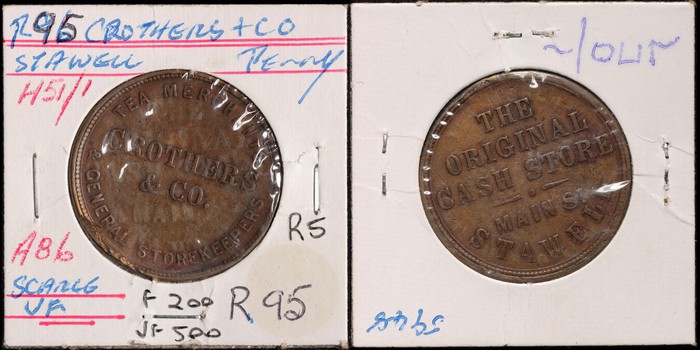 R95 CROTHERS + CO
STAWELL PENNY
H51/1
TEA MERCHANTS
CROTHERS
& CO.
& GENERAL STOREKEEPERS
R5
A86
SCARCE
VF
F 200
VF 500
R 95
THE
ORIGINAL
CASH STORE
MAIN ST
STAWELL